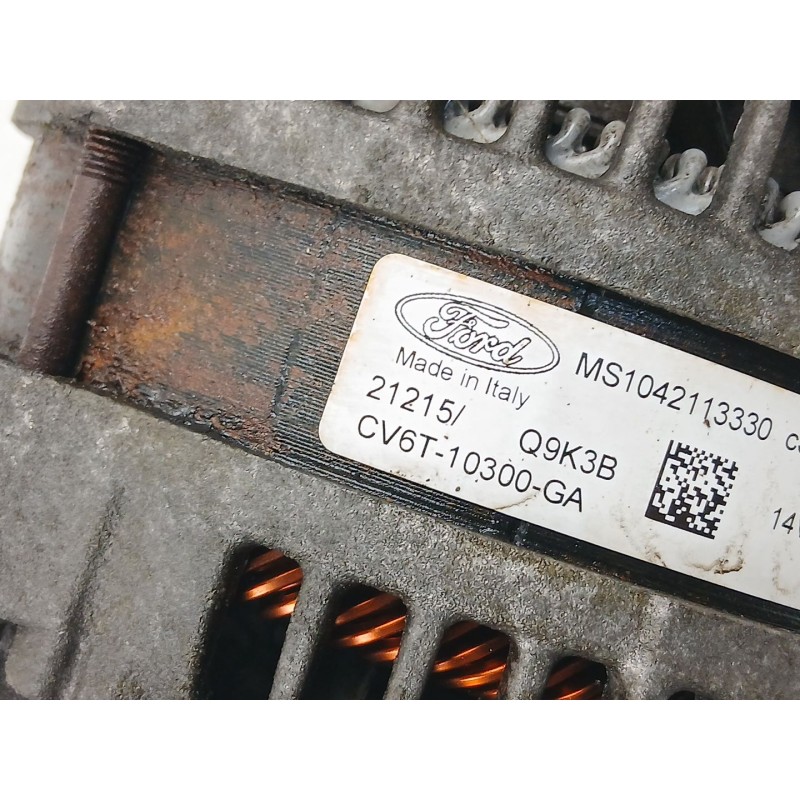 Ford
Made in Italy
MS1042113330
21215/ Q9K3B
CV6T-10300-GA